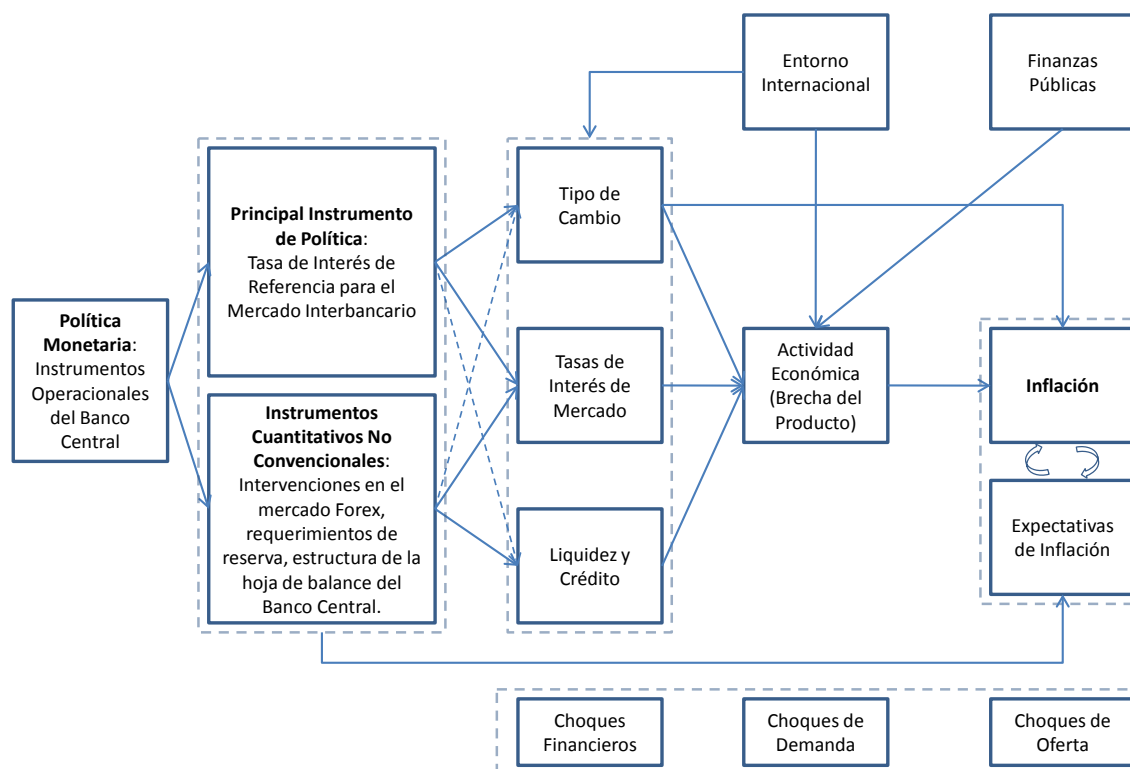 Entorno
Internacional
Finanzas
Públicas
Principal Instrumento
de Política:
Tasa de Interés de
Referencia para el
Mercado Interbancario
Tipo de
Cambio
Política
Monetaria:
Instrumentos
Operacionales
del Banco
Central
Tasas de
Interés de
Mercado
Actividad
Económica
(Brecha del
Producto)
Inflación
Instrumentos
Cuantitativos No
Convencionales:
Intervenciones en el
mercado Forex,
requerimientos de
reserva, estructura de la
hoja de balance del
Banco Central.
Liquidez y
Crédito
Expectativas
de Inflación
Choques
Financieros
Choques de
Demanda
Choques de
Oferta